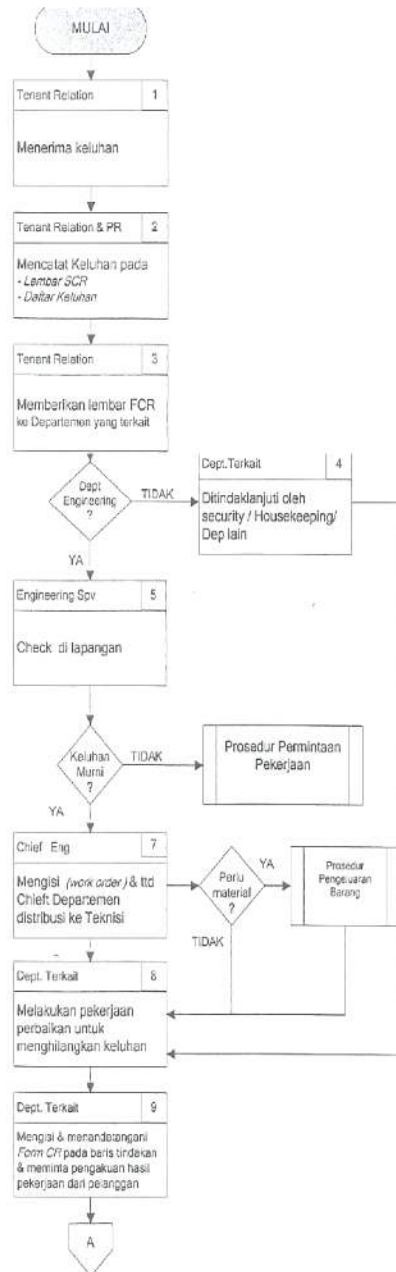 MULAI
Tenant Relation 1
Menerima keluhan
Tenant Relation & PR 2
Mencatat Keluhan pada
- Lembar SCR
- Daftar Keluhan
Tenant Relation 3
Memberikan lembar FCR
ke Departemen yang terkait
Dept
Engineering
?
TIDAK
YA
Dept.Terkait 4
Ditindaklanjuti oleh
security / Housekeeping/
Dep lain
Engineering Spv 5
Check di lapangan
Keluhan
Murni
?
TIDAK
YA
Prosedur Permintaan
Pekerjaan
Chief Eng 7
Mengisi (work order) & ttd
Chieft Departemen
distribusi ke Teknisi
Perlu
material
?
YA
TIDAK
Prosedur
Pengeluaran
Barang
Dept. Terkait 8
Melakukan pekerjaan
perbaikan untuk
menghilangkan keluhan
Dept. Terkait 9
Mengisi & menandatangani
Form CR pada baris tindakan
& meminta pengakuan hasil
pekerjaan dari pelanggan
A